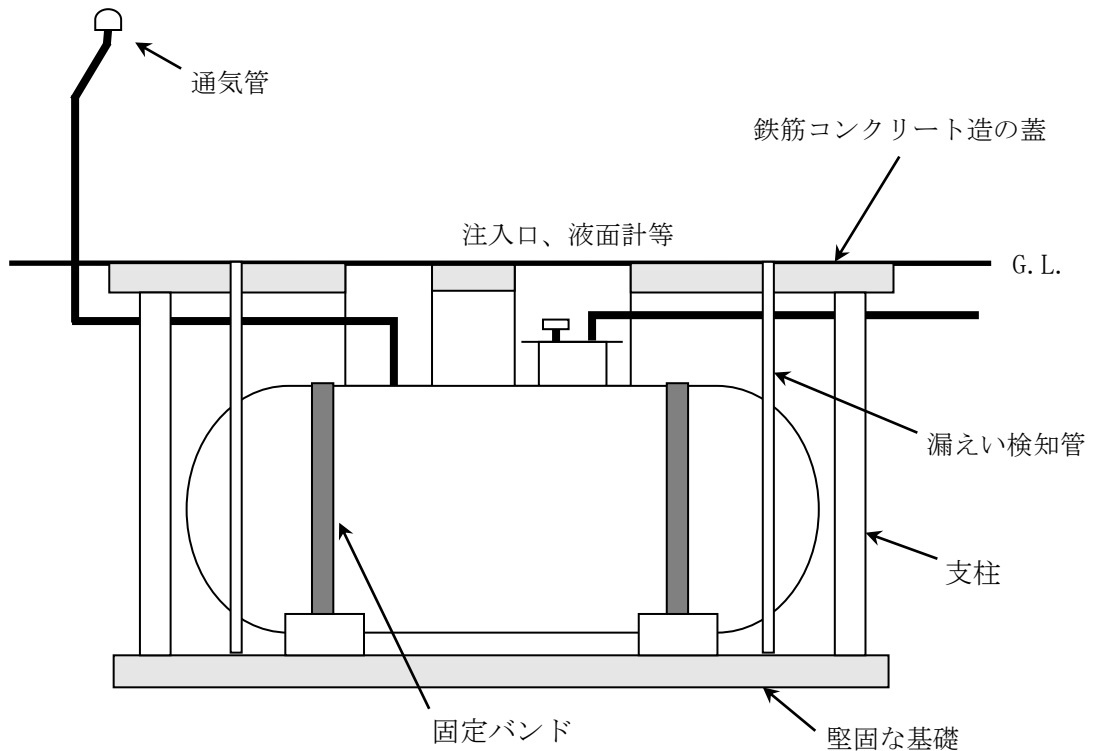 通気管
鉄筋コンクリート造の蓋
注入口、液面計等
G.L.
漏えい検知管
支柱
固定バンド
堅固な基礎